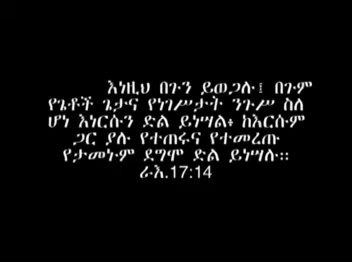 እነዚህ በጉን ይወጋሉ፤ በጉም
የጌቶች ጌታና የነገሥታት ንጉሥ ስለ
ሆነ እነርሱን ድል ይነሣል፥ ከእርሱም
ጋር ያሉ የተጠሩና የተመረጡ
የታመኑም ደግሞ ድል ይነሣሉ።
ራእ.17:14